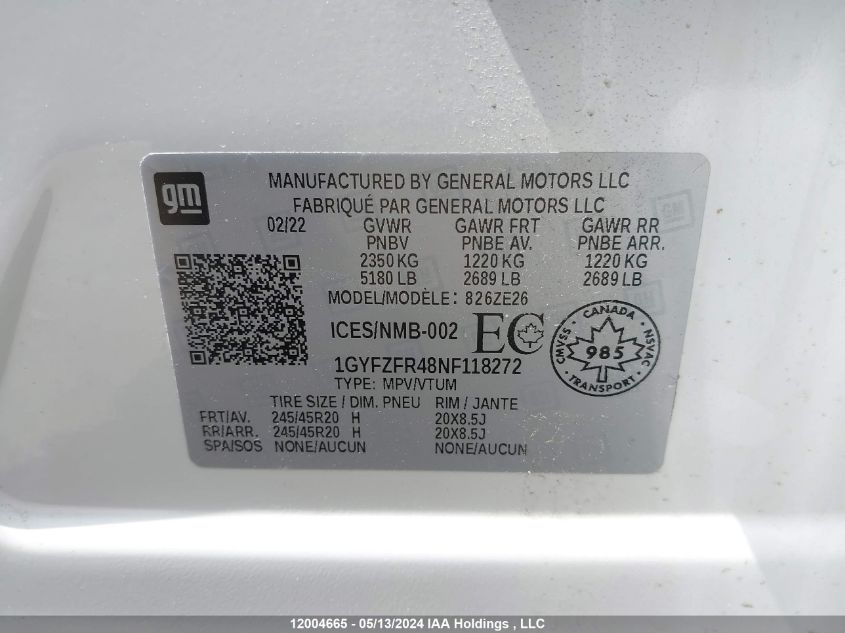 gm
MANUFACTURED BY GENERAL MOTORS LLC
FABRIQUÉ PAR GENERAL MOTORS LLC
02/22 GVWR GAWR FRT GAWR RR
PNBV PNBE AV. PNBE ARR.
2350 KG 1220 KG 1220 KG
5180 LB 2689 LB 2689 LB
MODEL/MODÈLE: 826ZE26
ICES/NMB-002 EC
CANADA
CMVSS 985 NSVAC
TRANSPORT
1GYFZFR48NF118272
TYPE: MPV/VTUM
TIRE SIZE / DIM. PNEU RIM / JANTE
FRT/AV. 245/45R20 H 20X8.5J
RR/ARR. 245/45R20 H 20X8.5J
SPA/SOS NONE/AUCUN NONE/AUCUN
12004665 - 05/13/2024 IAA Holdings , LLC